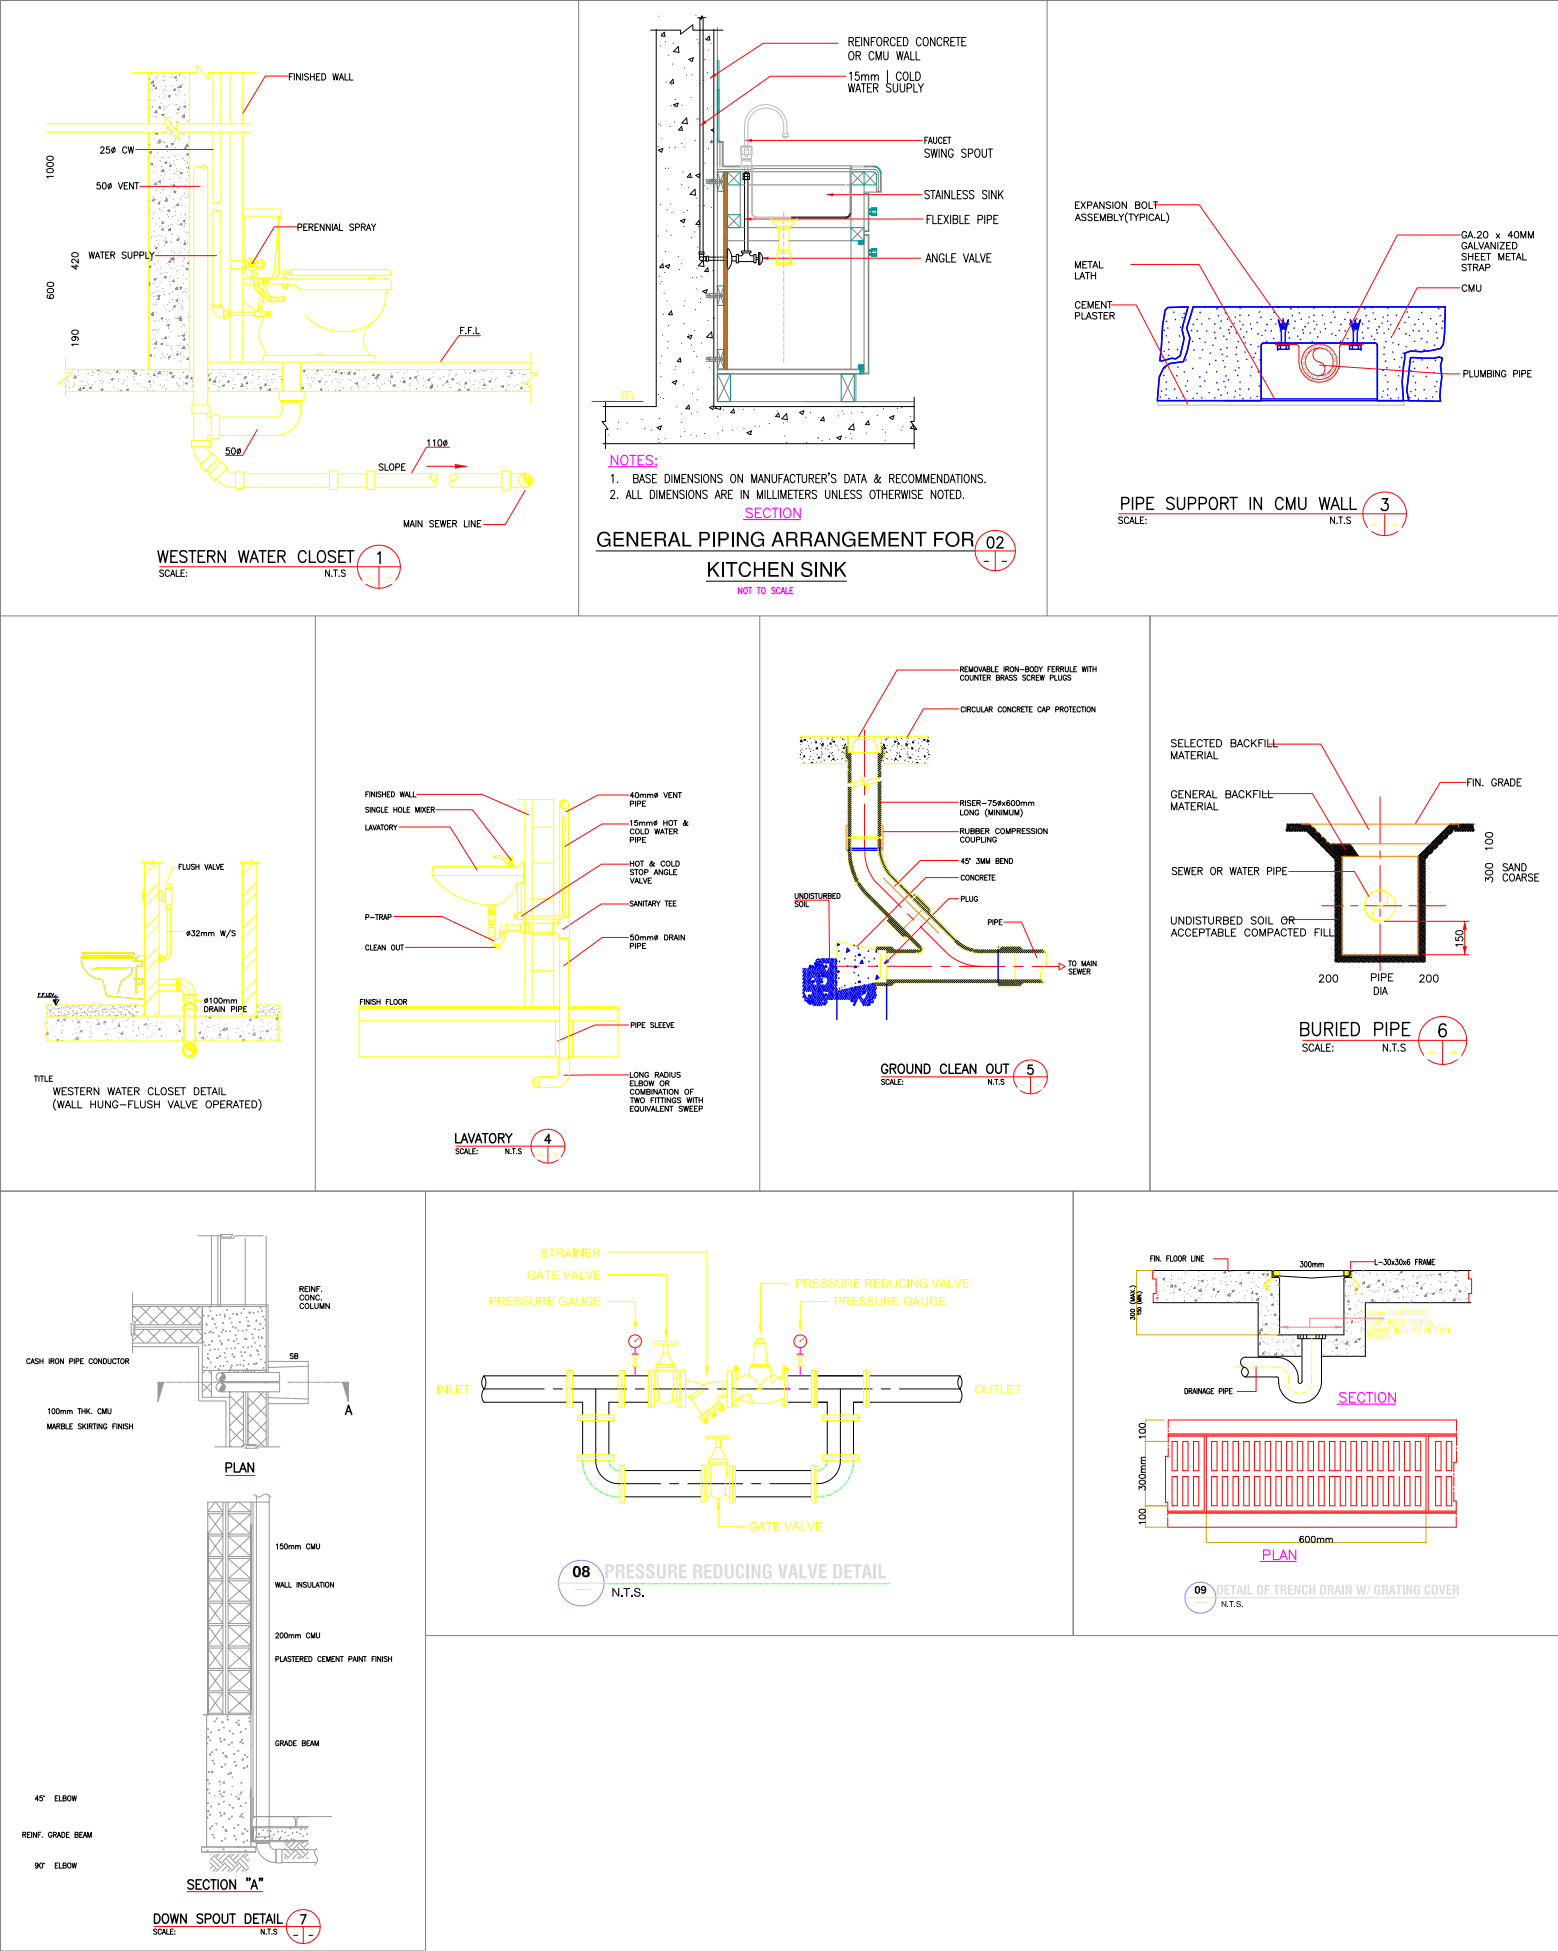 FINISHED WALL
25ø CW
1000
50ø VENT
PERENNIAL SPRAY
WATER SUPPLY
420
600
190
F.F.L
50ø
110ø
SLOPE
MAIN SEWER LINE
WESTERN WATER CLOSET
1
SCALE:
N.T.S
REINFORCED CONCRETE
OR CMU WALL
15mm | COLD
WATER SUUPLY
FAUCET
SWING SPOUT
STAINLESS SINK
FLEXIBLE PIPE
ANGLE VALVE
FFL
NOTES:
1. BASE DIMENSIONS ON MANUFACTURER'S DATA & RECOMMENDATIONS.
2. ALL DIMENSIONS ARE IN MILLIMETERS UNLESS OTHERWISE NOTED.
SECTION
GENERAL PIPING ARRANGEMENT FOR
KITCHEN SINK
02
NOT TO SCALE
EXPANSION BOLT
ASSEMBLY(TYPICAL)
METAL
LATH
CEMENT
PLASTER
GA.20 x 40MM
GALVANIZED
SHEET METAL
STRAP
CMU
PLUMBING PIPE
PIPE SUPPORT IN CMU WALL
3
SCALE:
N.T.S
FLUSH VALVE
ø32mm W/S
ø100mm
DRAIN PIPE
TITLE
WESTERN WATER CLOSET DETAIL
(WALL HUNG-FLUSH VALVE OPERATED)
FINISHED WALL
SINGLE HOLE MIXER
LAVATORY
P-TRAP
CLEAN OUT
FINISH FLOOR
40mmø VENT
PIPE
15mmø HOT &
COLD WATER
PIPE
HOT & COLD
STOP ANGLE
VALVE
SANITARY TEE
50mmø DRAIN
PIPE
PIPE SLEEVE
LONG RADIUS
ELBOW OR
COMBINATION OF
TWO FITTINGS WITH
EQUIVALENT SWEEP
LAVATORY
4
SCALE:
N.T.S
REMOVABLE IRON-BODY FERRULE WITH
COUNTER BRASS SCREW PLUGS
CIRCULAR CONCRETE CAP PROTECTION
RISER-75øx600mm
LONG (MINIMUM)
RUBBER COMPRESSION
COUPLING
45° 3MM BEND
CONCRETE
PLUG
UNDISTURBED
SOIL
PIPE
TO MAIN
SEWER
GROUND CLEAN OUT
5
SCALE:
N.T.S
SELECTED BACKFILL
MATERIAL
GENERAL BACKFILL
MATERIAL
SEWER OR WATER PIPE
UNDISTURBED SOIL OR
ACCEPTABLE COMPACTED FILL
FIN. GRADE
100
300
SAND
COARSE
150
200
PIPE
DIA
200
BURIED PIPE
6
SCALE:
N.T.S
REINF.
CONC.
COLUMN
CASH IRON PIPE CONDUCTOR
SB
100mm THK. CMU
MARBLE SKIRTING FINISH
A
PLAN
150mm CMU
WALL INSULATION
200mm CMU
PLASTERED CEMENT PAINT FINISH
GRADE BEAM
45° ELBOW
REINF. GRADE BEAM
90° ELBOW
SECTION "A"
DOWN SPOUT DETAIL
7
SCALE:
N.T.S
STRAINER
GATE VALVE
PRESSURE GAUGE
PRESSURE REDUCING VALVE
PRESSURE GAUGE
INLET
OUTLET
GATE VALVE
08
PRESSURE REDUCING VALVE DETAIL
N.T.S.
FIN. FLOOR LINE
300mm
L-30x30x6 FRAME
300 (MAX.)
150 (MIN.)
DRAINAGE PIPE
SECTION
100
300mm
100
600mm
PLAN
09
DETAIL OF TRENCH DRAIN W/ GRATING COVER
N.T.S.